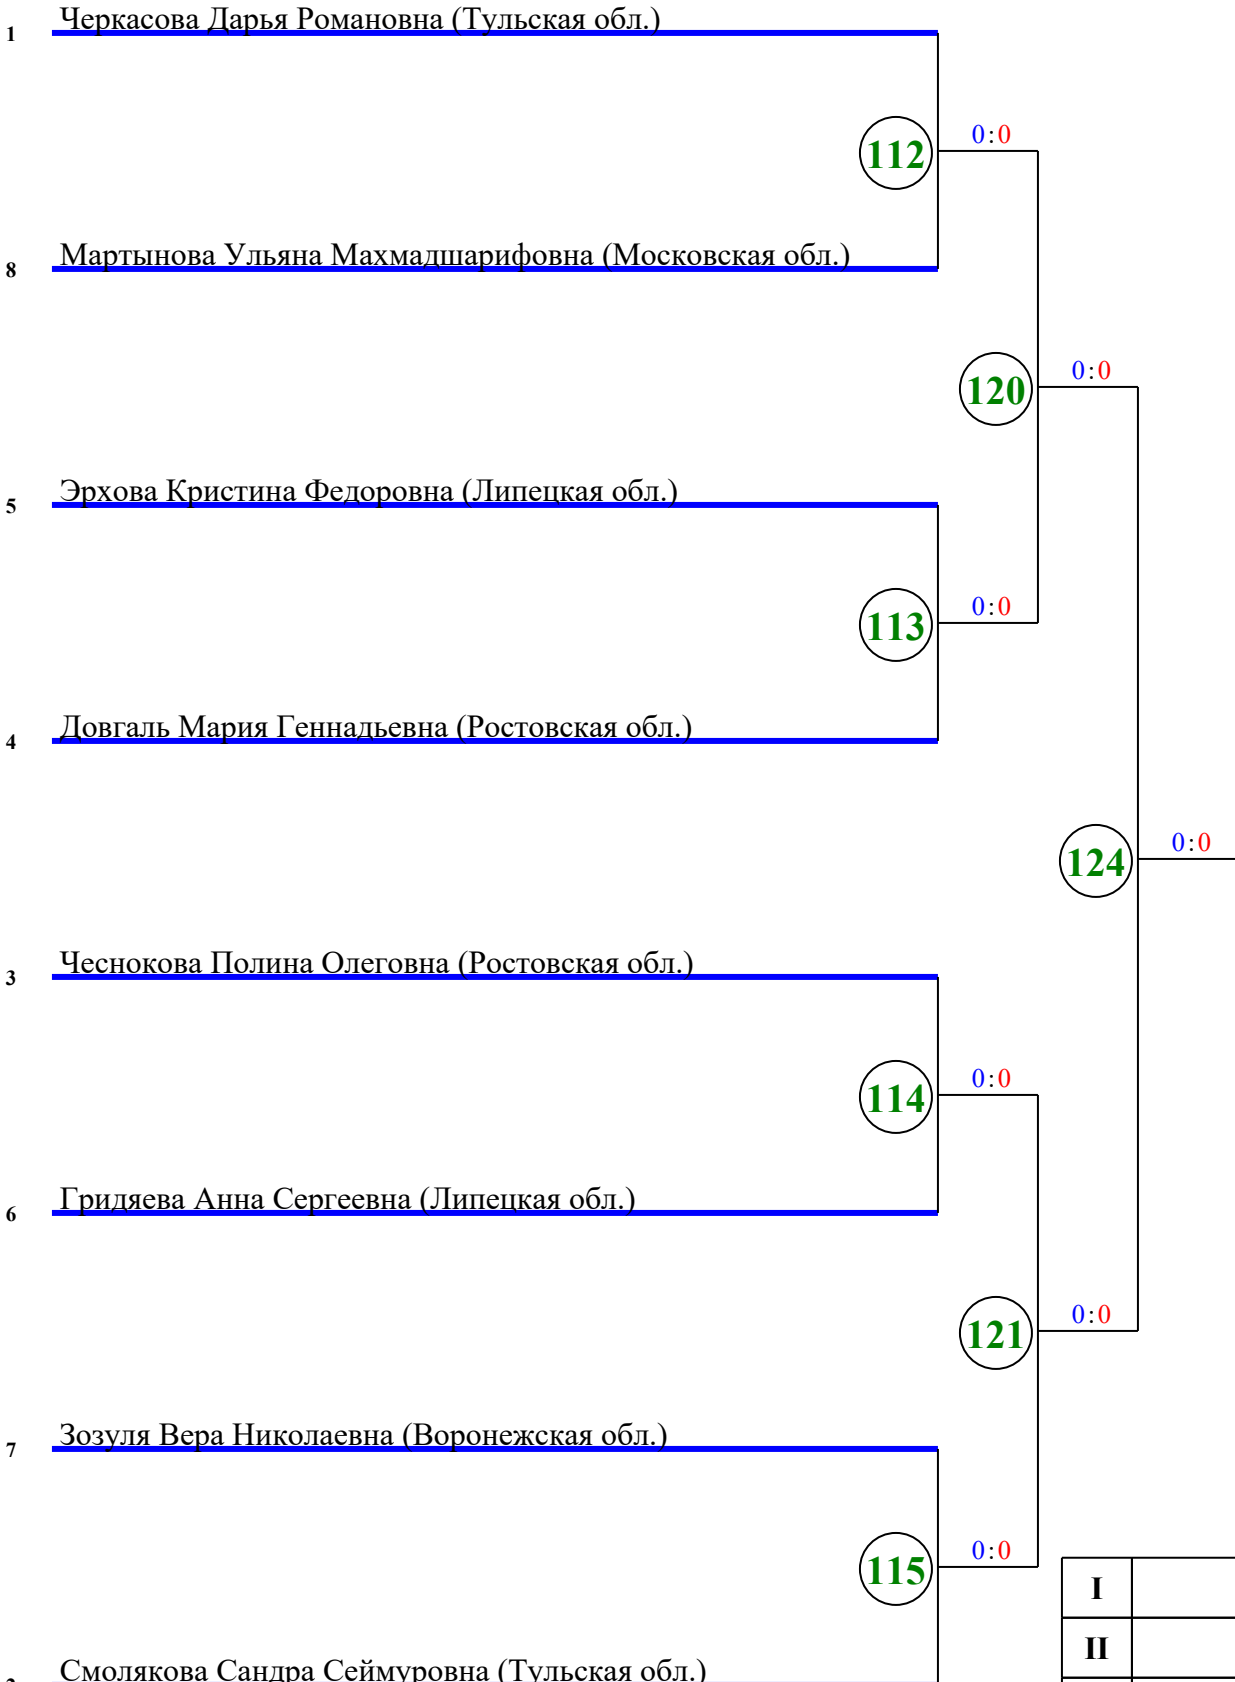 1 Черкасова Дарья Романовна (Тульская обл.)
112 0:0
8 Мартынова Ульяна Махмадшарифовна (Московская обл.)
120 0:0
5 Эрхова Кристина Федоровна (Липецкая обл.)
113 0:0
4 Довгаль Мария Геннадьевна (Ростовская обл.)
124 0:0
3 Чеснокова Полина Олеговна (Ростовская обл.)
114 0:0
6 Гридяева Анна Сергеевна (Липецкая обл.)
121 0:0
7 Зозуля Вера Николаевна (Воронежская обл.)
115 0:0
I
II
Смолякова Сандра Сеймуровна (Тульская обл.)